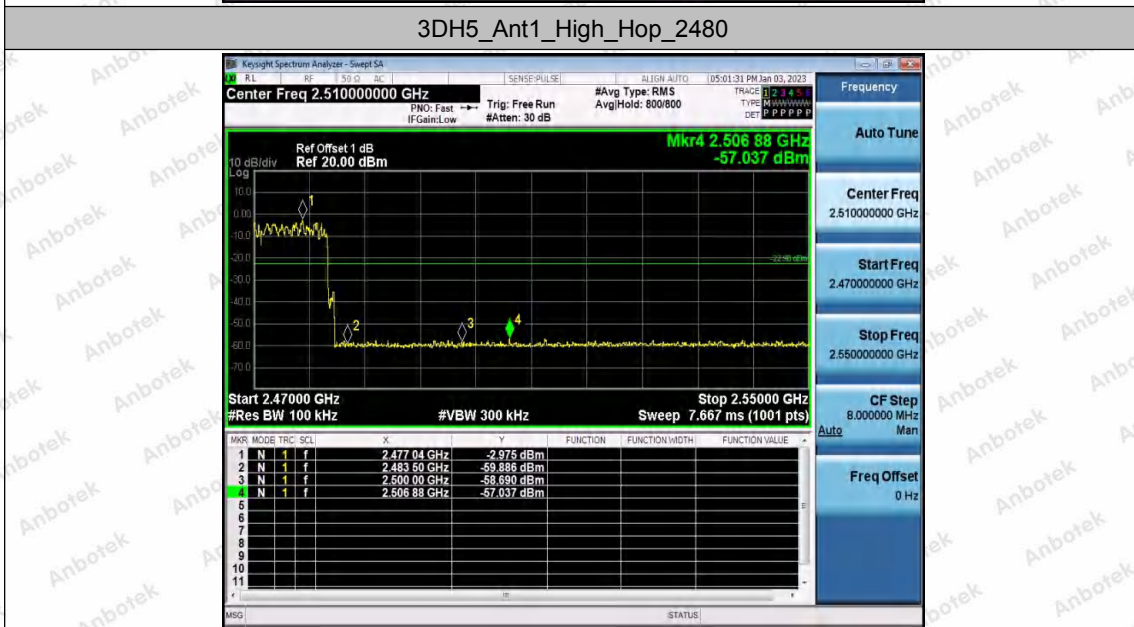 3DH5_Ant1_High_Hop_2480
Keysight Spectrum Analyzer - Swept SA
RL RF 50 Ω AC SENSE:PULSE ALIGN AUTO 05:01:31 PM Jan 03, 2023
Center Freq 2.510000000 GHz
PNO: Fast
IFGain:Low
Trig: Free Run
#Atten: 30 dB
#Avg Type: RMS
Avg|Hold: 800/800
TRACE 1 2 3 4 5 6
TYPE M W W W W W
DET P P P P P P
Frequency
Mkr4 2.506 88 GHz
-57.037 dBm
Ref Offset 1 dB
10 dB/div Ref 20.00 dBm
Log
10.0
0.00
-10.0
-20.0
-30.0
-40.0
-50.0
-60.0
-70.0
1
2
3
4
-22.98 dBm
Start 2.47000 GHz Stop 2.55000 GHz
#Res BW 100 kHz #VBW 300 kHz Sweep 7.667 ms (1001 pts)
MKR MODE TRC SCL X Y FUNCTION FUNCTION WIDTH FUNCTION VALUE
1 N 1 f 2.477 04 GHz -2.975 dBm
2 N 1 f 2.483 50 GHz -59.886 dBm
3 N 1 f 2.500 00 GHz -58.690 dBm
4 N 1 f 2.506 88 GHz -57.037 dBm
5
6
7
8
9
10
11
MSG STATUS
Auto Tune
Center Freq
2.510000000 GHz
Start Freq
2.470000000 GHz
Stop Freq
2.550000000 GHz
CF Step
8.000000 MHz
Auto Man
Freq Offset
0 Hz
Anbotek